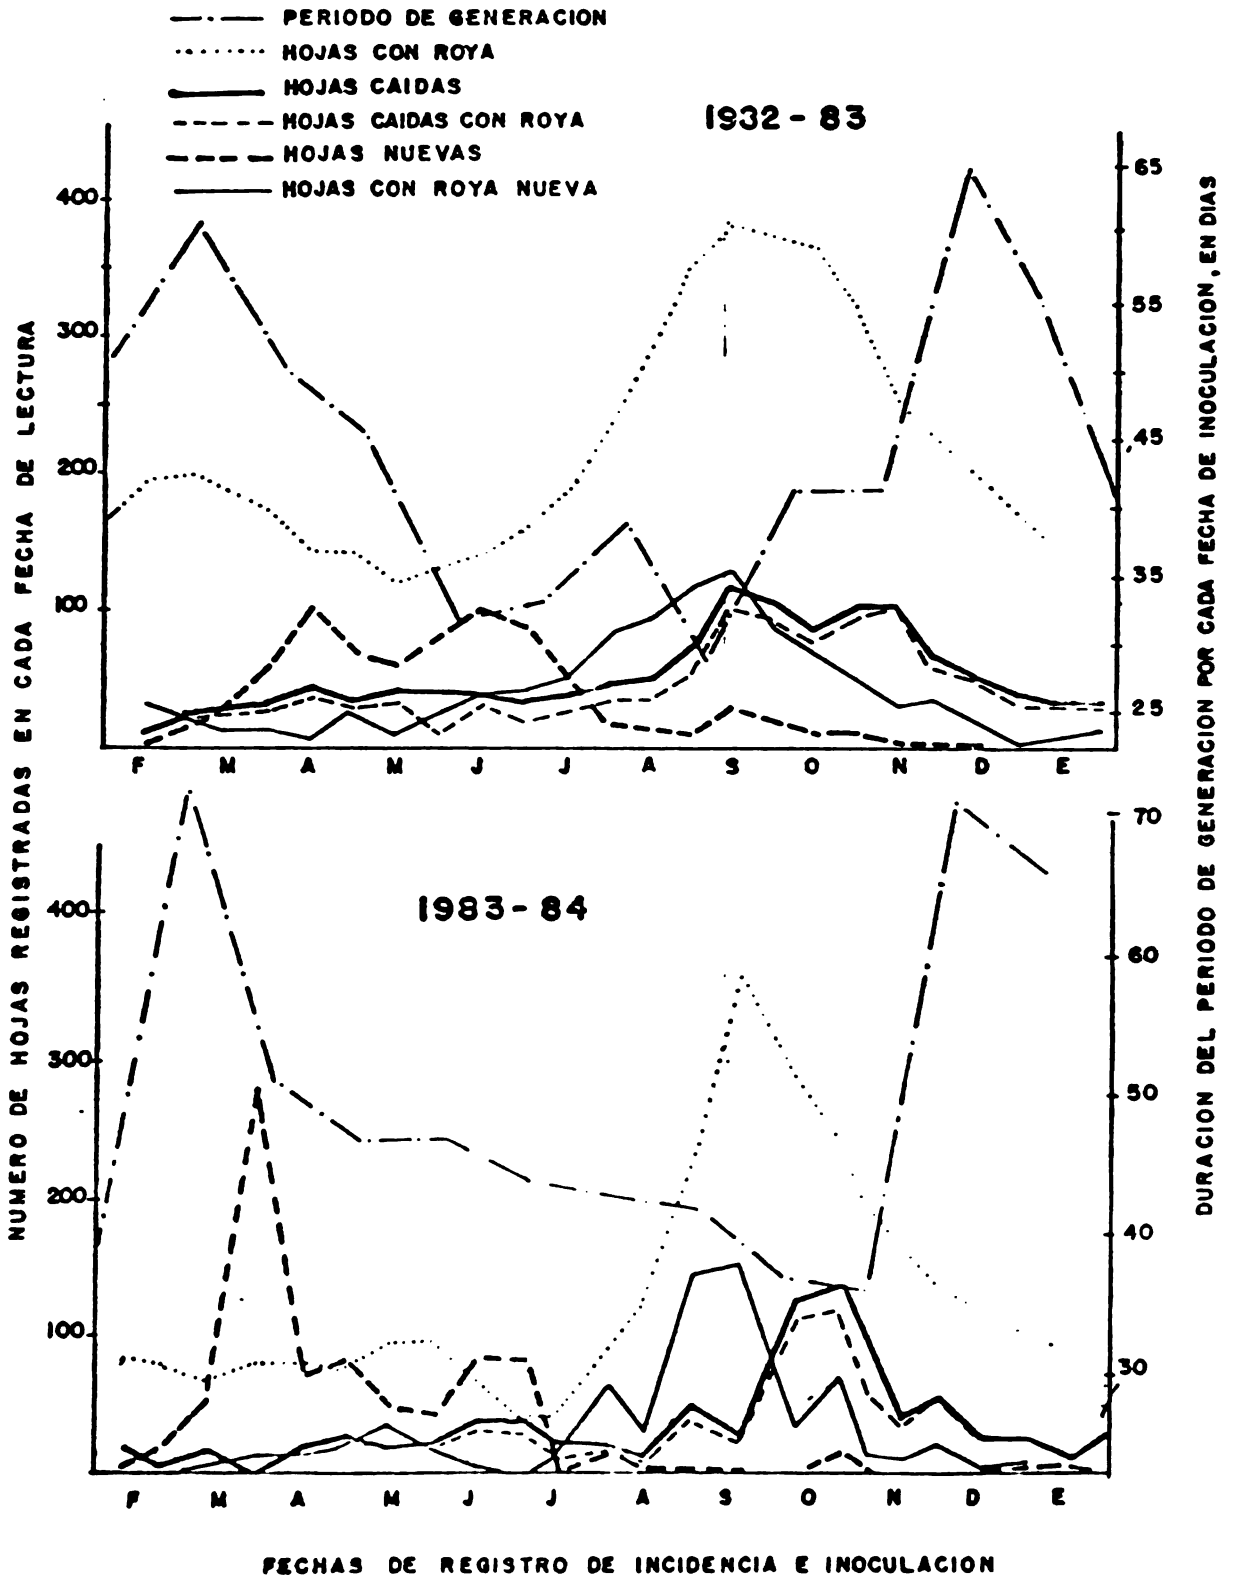 PERIODO DE GENERACION
HOJAS CON ROYA
HOJAS CAIDAS
HOJAS CAIDAS CON ROYA
HOJAS NUEVAS
HOJAS CON ROYA NUEVA
1932-83
400
300
200
100
65
55
45
35
25
F M A M J J A S O N D E
1983-84
400
300
200
100
70
60
50
40
30
F M A M J J A S O N D E
NUMERO DE HOJAS REGISTRADAS EN CADA FECHA DE LECTURA
DURACION DEL PERIODO DE GENERACION POR CADA FECHA DE INOCULACION, EN DIAS
FECHAS DE REGISTRO DE INCIDENCIA E INOCULACION